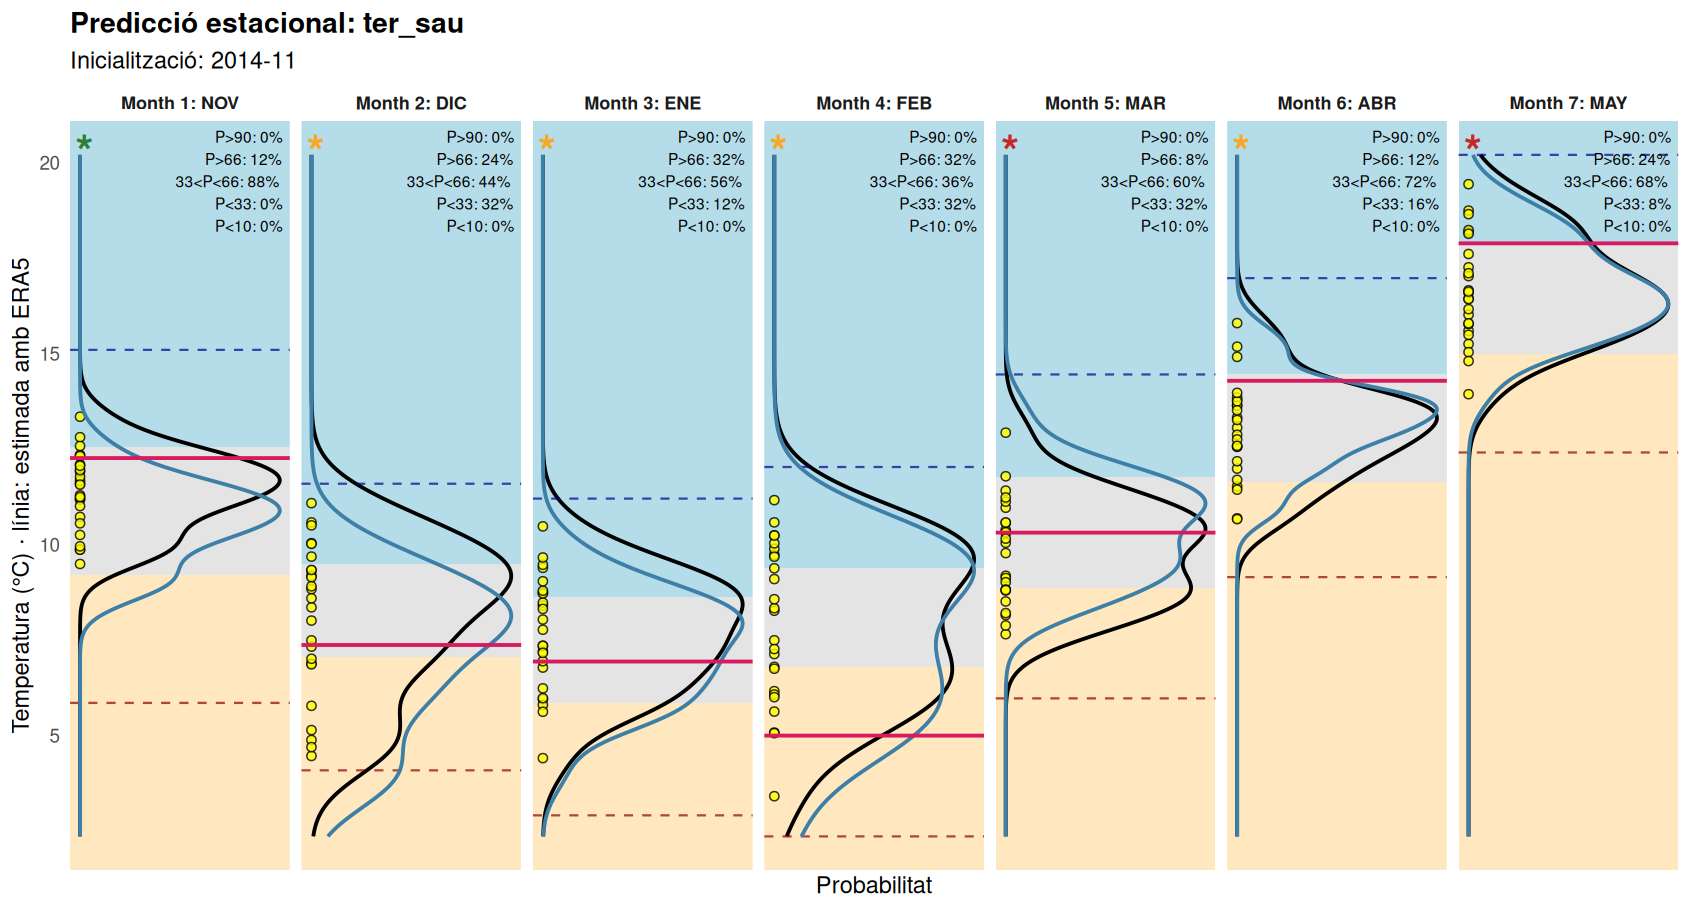 Predicció estacional: ter_sau
Inicialització: 2014-11
Month 1: NOV
Month 2: DIC
Month 3: ENE
Month 4: FEB
Month 5: MAR
Month 6: ABR
Month 7: MAY
*
P>90: 0%
P>66: 12%
33<P<66: 88%
P<33: 0%
P<10: 0%
*
P>90: 0%
P>66: 24%
33<P<66: 44%
P<33: 32%
P<10: 0%
*
P>90: 0%
P>66: 32%
33<P<66: 56%
P<33: 12%
P<10: 0%
*
P>90: 0%
P>66: 32%
33<P<66: 36%
P<33: 32%
P<10: 0%
*
P>90: 0%
P>66: 8%
33<P<66: 60%
P<33: 32%
P<10: 0%
*
P>90: 0%
P>66: 12%
33<P<66: 72%
P<33: 16%
P<10: 0%
*
P>90: 0%
P>66: 24%
33<P<66: 68%
P<33: 8%
P<10: 0%
20
15
10
5
Temperatura (°C) · línia: estimada amb ERA5
Probabilitat